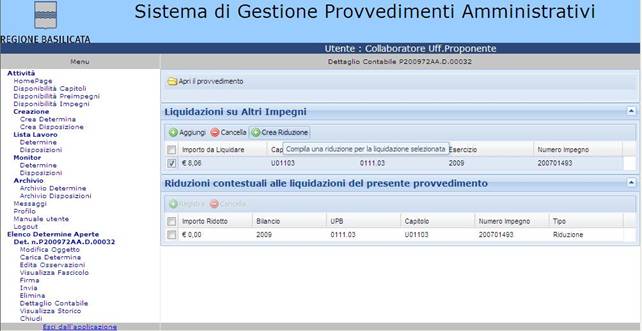 Sistema di Gestione Provvedimenti Amministrativi
REGIONE BASILICATA
Utente : Collaboratore Uff.Proponente
Menu
Dettaglio Contabile P200972AA.D.00032
Attività
HomePage
Disponibilità Capitoli
Disponibilità Preimpegni
Disponibilità Impegni
Creazione
Crea Determina
Crea Disposizione
Lista Lavoro
Determine
Disposizioni
Monitor
Determine
Disposizioni
Archivio
Archivio Determine
Archivio Disposizioni
Messaggi
Profilo
Manuale utente
Logout
Elenco Determine Aperte
Det. n.P200972AA.D.00032
Modifica Oggetto
Carica Determina
Edita Osservazioni
Visualizza Fascicolo
Firma
Invia
Elimina
Dettaglio Contabile
Visualizza Storico
Chiudi
Esci dall'applicazione
Apri il provvedimento
Liquidazioni su Altri Impegni
Aggiungi Cancella Crea Riduzione
Importo da Liquidare Cap Esercizio Numero Impegno
Compila una riduzione per la liquidazione selezionata
€ 8,06 U01103 0111.03 2009 200701493
Riduzioni contestuali alle liquidazioni del presente provvedimento
Registra Cancella
Importo Ridotto Bilancio UPB Capitolo Numero Impegno Tipo
€ 0,00 2009 0111.03 U01103 200701493 Riduzione